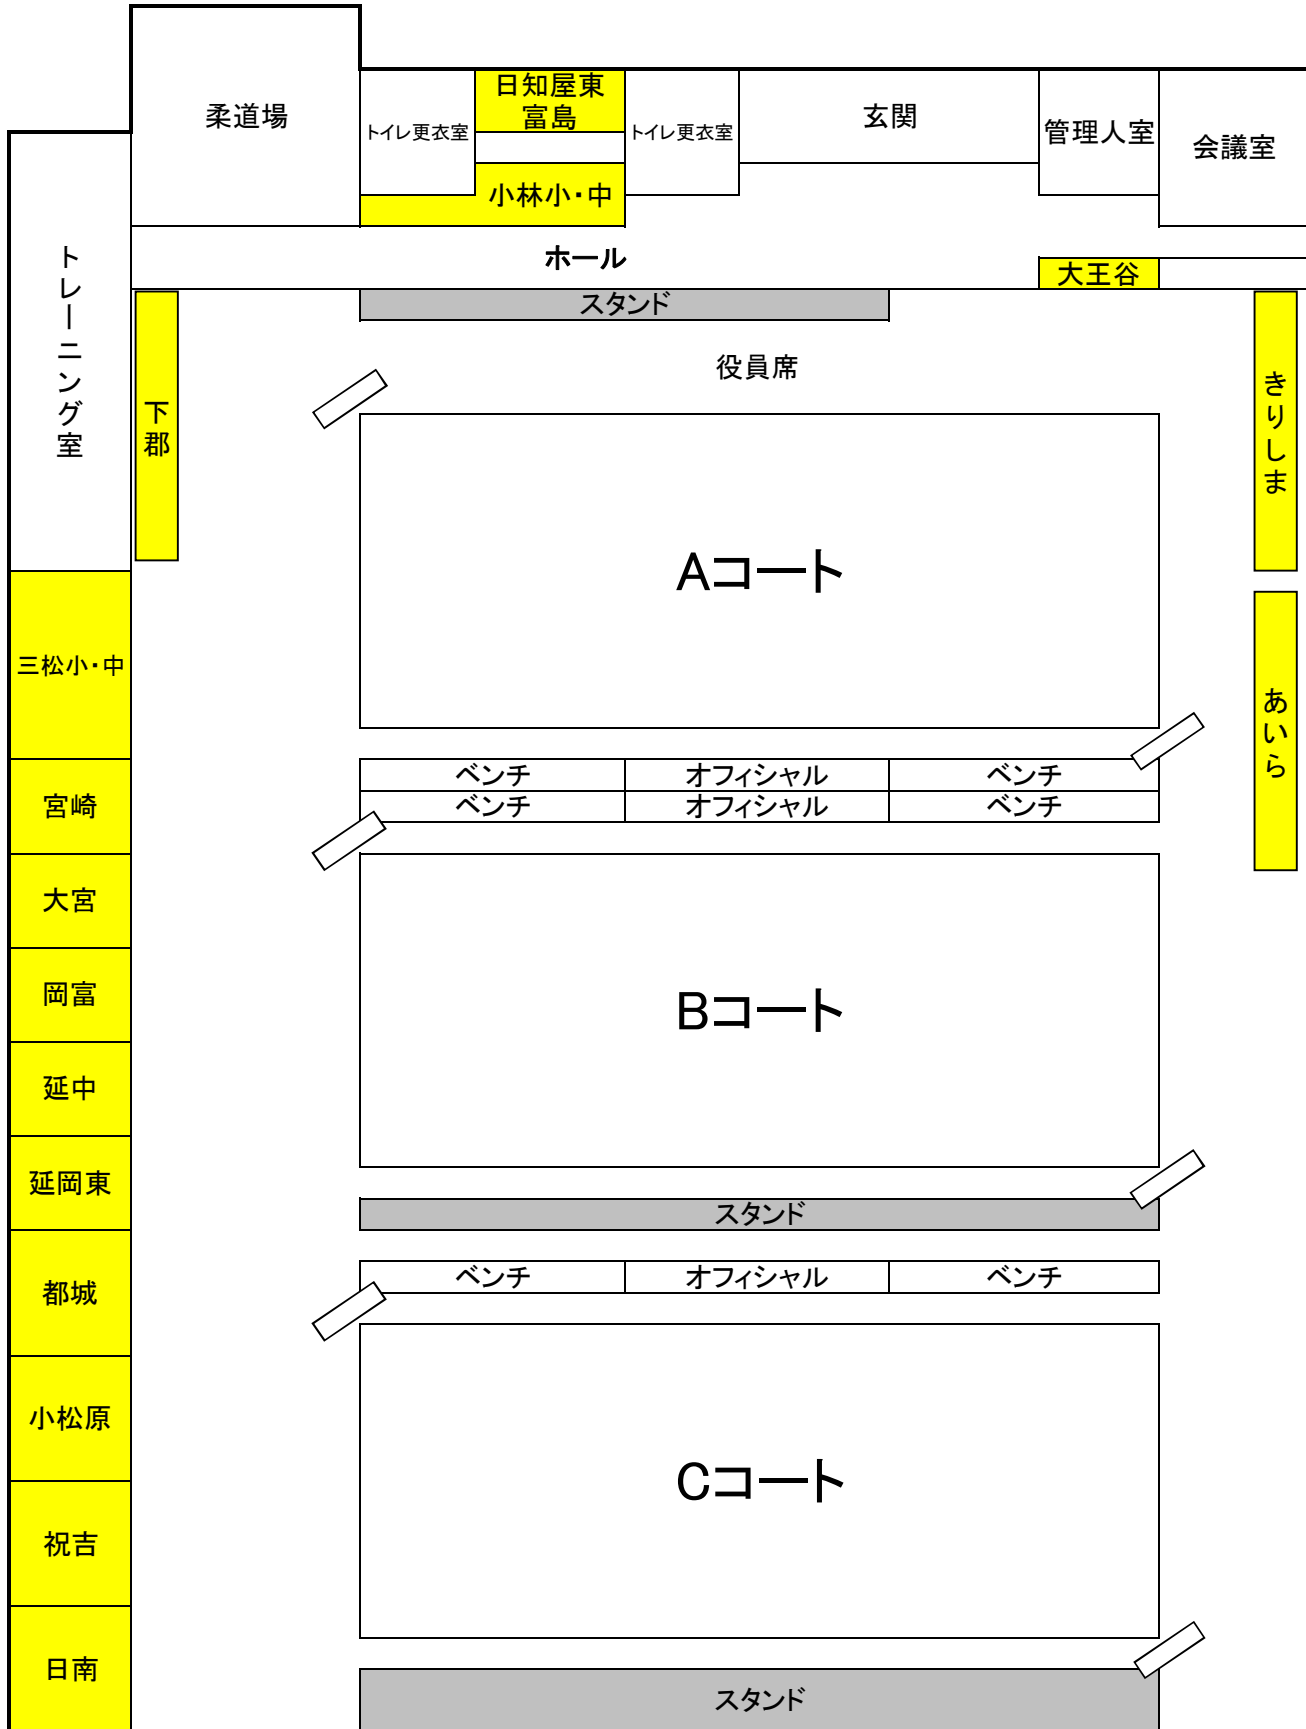 柔道場
トイレ更衣室
日知屋東
富島
トイレ更衣室
玄関
管理人室
会議室
小林小・中
トレーニング室
ホール
大王谷
スタンド
役員席
下郡
きりしま
Aコート
三松小・中
あいら
ベンチ オフィシャル ベンチ
ベンチ オフィシャル ベンチ
宮崎
大宮
岡富
Bコート
延中
延岡東
スタンド
ベンチ オフィシャル ベンチ
都城
小松原
Cコート
祝吉
日南
スタンド